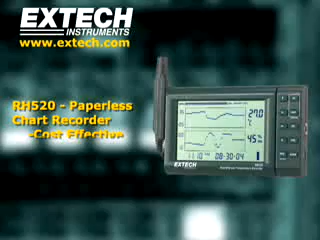 EXTECH
INSTRUMENTS
www.extech.com
RH520 - Paperless
Chart Recorder
-Cost Effective
27.0
°C
45%
EXTECH
11:10 08-30-04